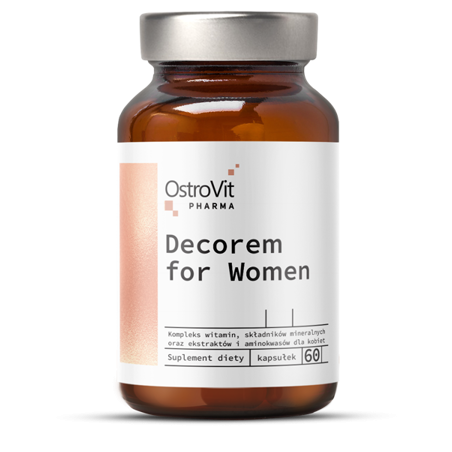 OstroVit
PHARMA
Decorem
for Women
Kompleks witamin, składników mineralnych
oraz ekstraktów i aminokwasów dla kobiet
Suplement diety kapsułek 60